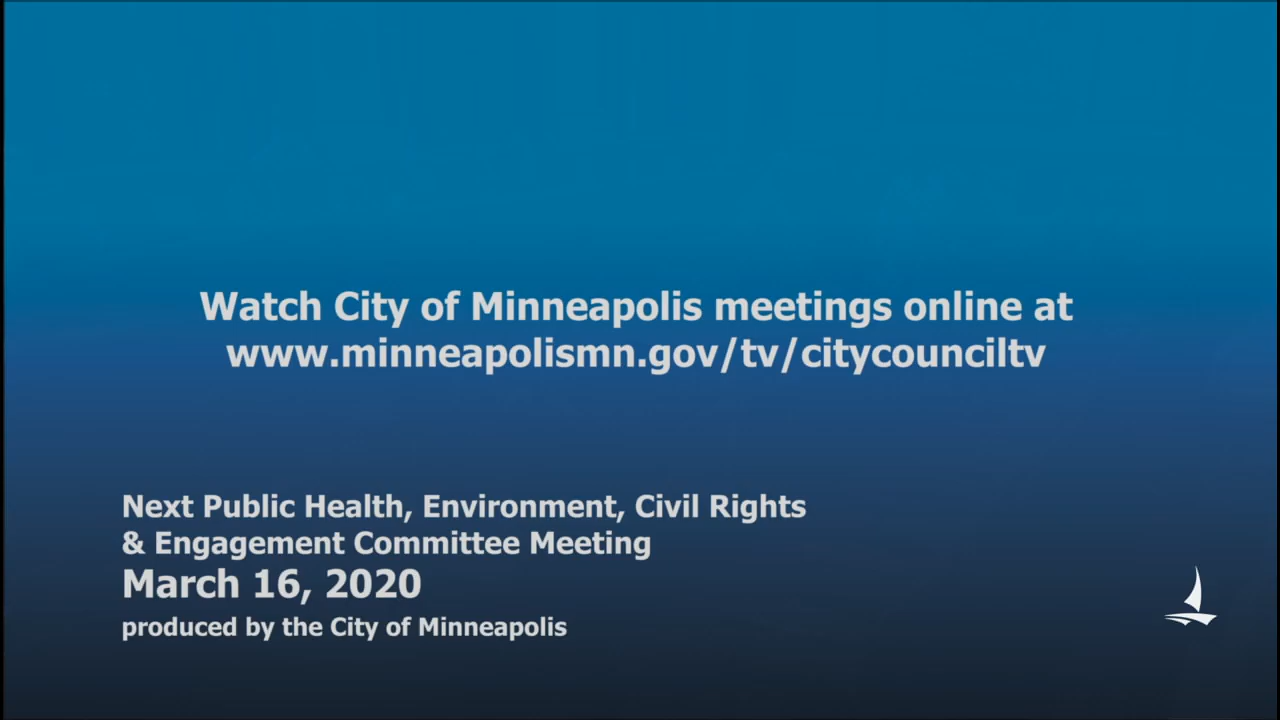 Watch City of Minneapolis meetings online at
www.minneapolismn.gov/tv/citycounciltv
Next Public Health, Environment, Civil Rights
& Engagement Committee Meeting
March 16, 2020
produced by the City of Minneapolis